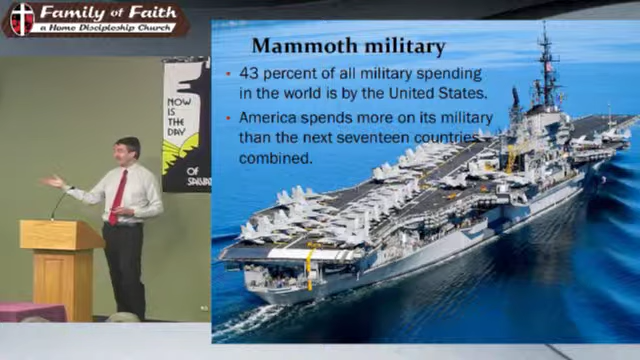 Family of Faith
a Home Discipleship Church
NOW
IS
THE
DAY
OF
Mammoth military
43 percent of all military spending
in the world is by the United States.
America spends more on its military
than the next seventeen countries
combined.